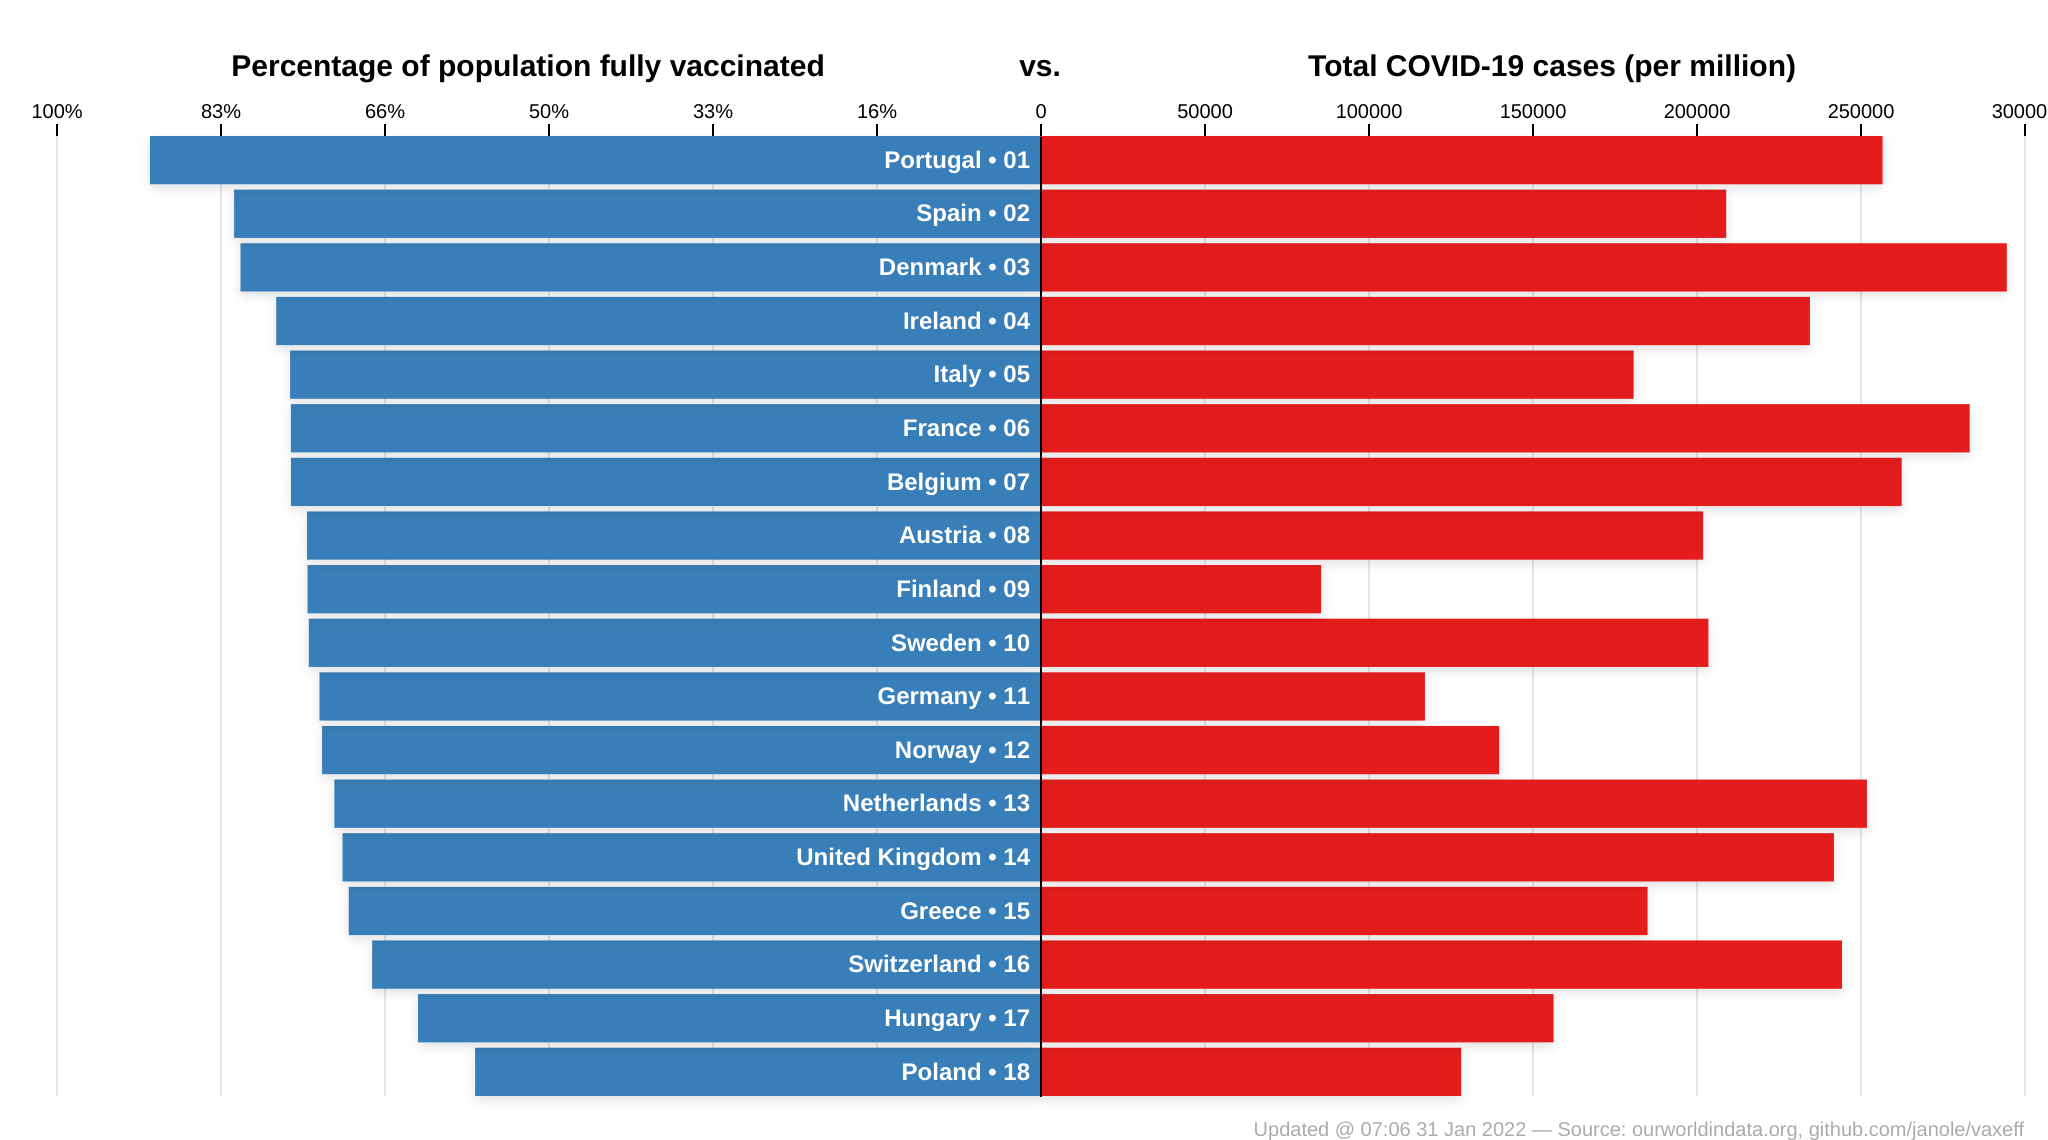 Percentage of population fully vaccinated vs. Total COVID-19 cases (per million)
100% 83% 66% 50% 33% 16% 0 50000 100000 150000 200000 250000 30000
Portugal • 01
Spain • 02
Denmark • 03
Ireland • 04
Italy • 05
France • 06
Belgium • 07
Austria • 08
Finland • 09
Sweden • 10
Germany • 11
Norway • 12
Netherlands • 13
United Kingdom • 14
Greece • 15
Switzerland • 16
Hungary • 17
Poland • 18
Updated @ 07:06 31 Jan 2022 — Source: ourworldindata.org, github.com/janole/vaxeff